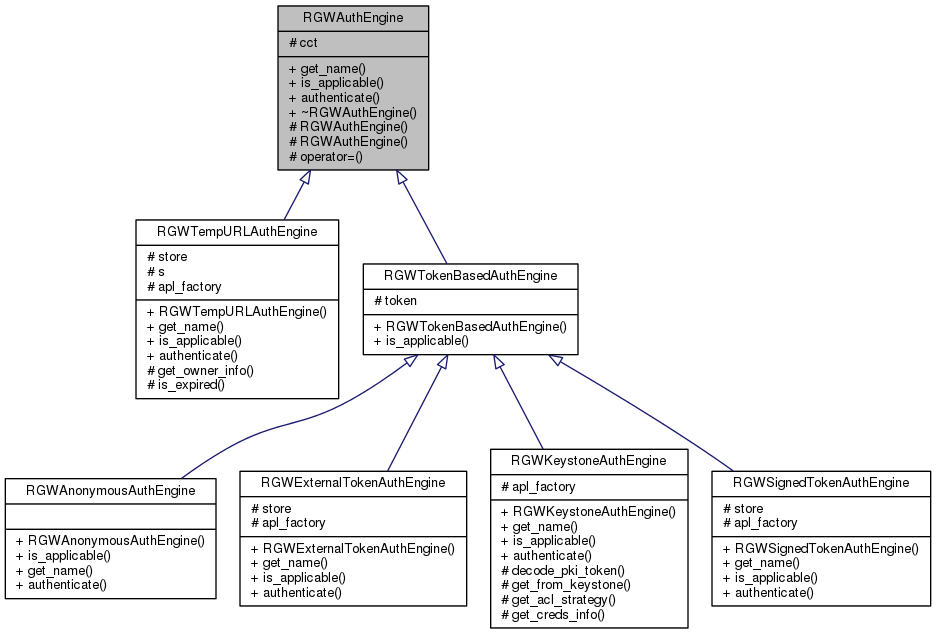 RGWAuthEngine
# cct
+ get_name()
+ is_applicable()
+ authenticate()
+ ~RGWAuthEngine()
# RGWAuthEngine()
# RGWAuthEngine()
# operator=()
RGWTempURLAuthEngine
# store
# s
# apl_factory
+ RGWTempURLAuthEngine()
+ get_name()
+ is_applicable()
+ authenticate()
# get_owner_info()
# is_expired()
RGWTokenBasedAuthEngine
# token
+ RGWTokenBasedAuthEngine()
+ is_applicable()
RGWAnonymousAuthEngine
+ RGWAnonymousAuthEngine()
+ is_applicable()
+ get_name()
+ authenticate()
RGWExternalTokenAuthEngine
# store
# apl_factory
+ RGWExternalTokenAuthEngine()
+ get_name()
+ is_applicable()
+ authenticate()
RGWKeystoneAuthEngine
# apl_factory
+ RGWKeystoneAuthEngine()
+ get_name()
+ is_applicable()
+ authenticate()
# decode_pki_token()
# get_from_keystone()
# get_acl_strategy()
# get_creds_info()
RGWSignedTokenAuthEngine
# store
# apl_factory
+ RGWSignedTokenAuthEngine()
+ get_name()
+ is_applicable()
+ authenticate()